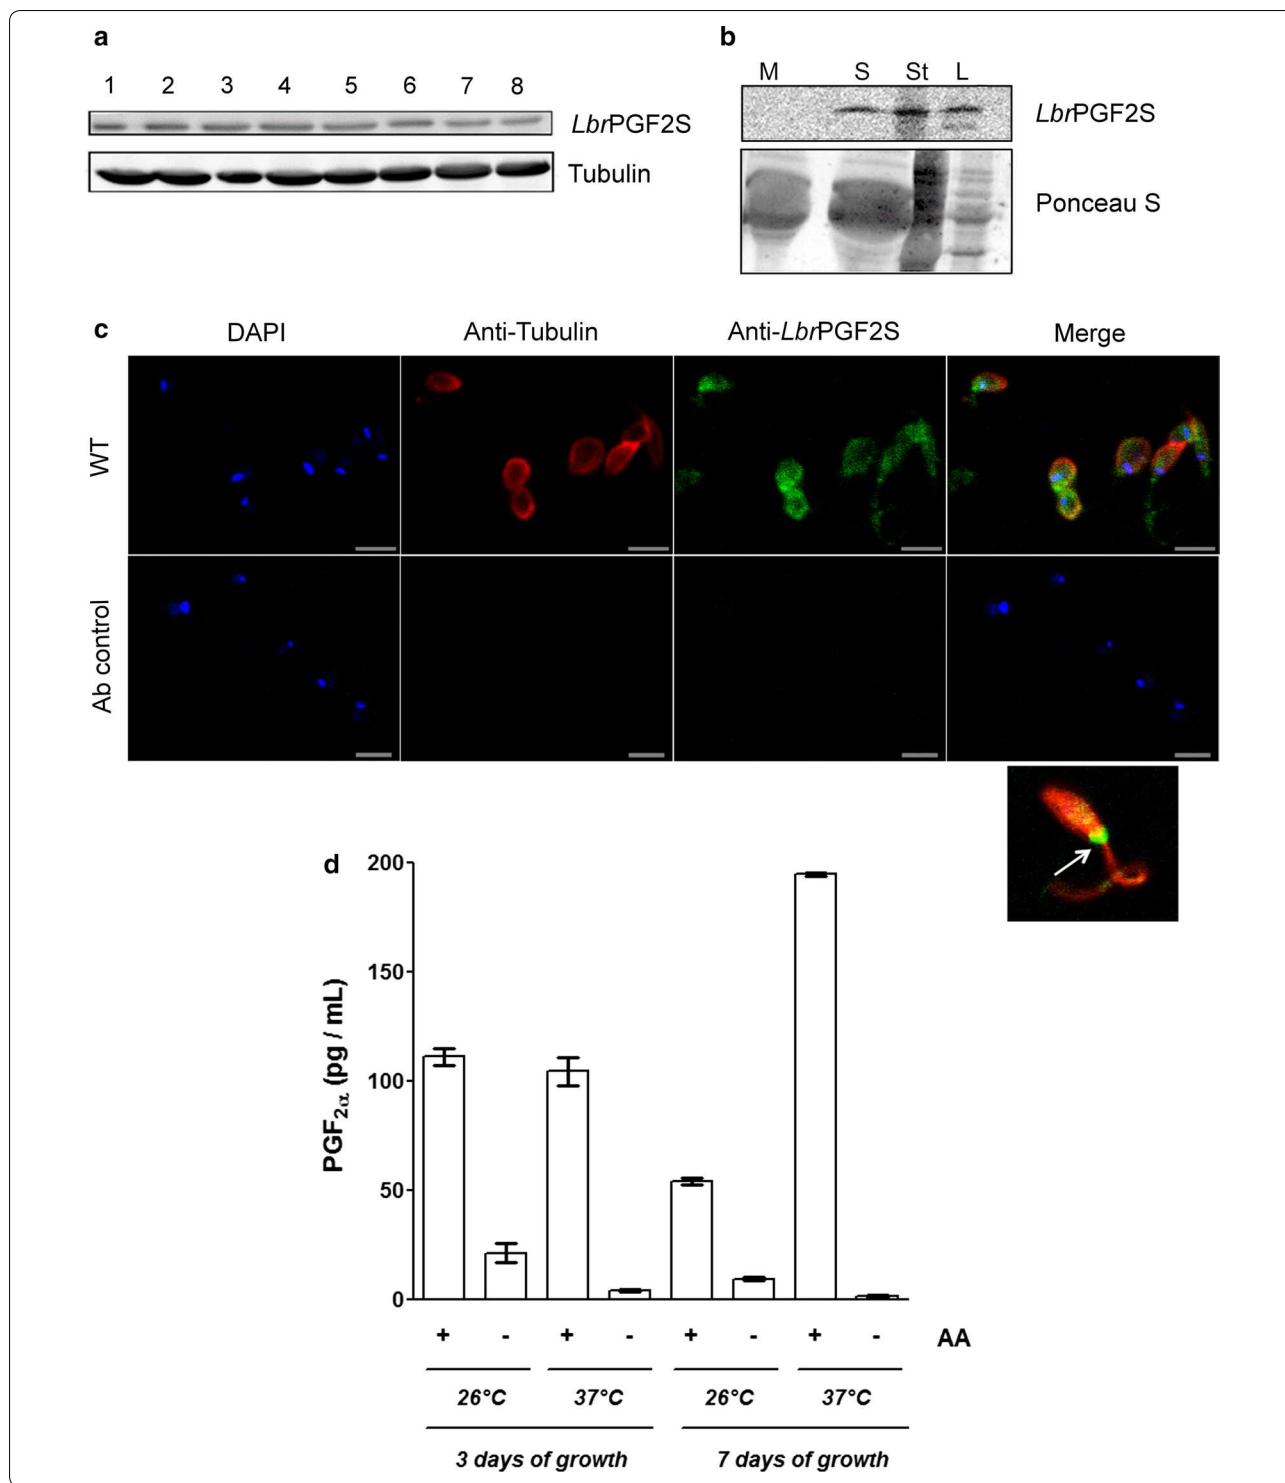 a
1 2 3 4 5 6 7 8
LbrPGF2S
Tubulin
b
M S St L
LbrPGF2S
Ponceau S
c
DAPI Anti-Tubulin Anti-LbrPGF2S Merge
WT
Ab control
d
PGF2α (pg / mL)
200
150
100
50
0
+ - + - + - + - AA
26°C 37°C 26°C 37°C
3 days of growth 7 days of growth